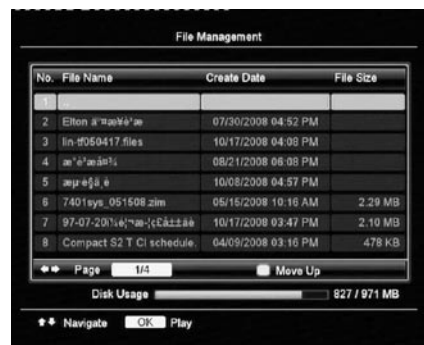 File Management
No. File Name Create Date File Size
1 ..
2 Elton 07/30/2008 04:52 PM
3 lin-tf050417.files 10/17/2008 04:08 PM
4 08/21/2008 06:08 PM
5 10/08/2008 04:57 PM
6 7401sys_051508.zim 05/15/2008 10:16 AM 2.29 MB
7 10/17/2008 03:47 PM 2.10 MB
8 Compact S2 T CI schedule. 04/09/2008 03:16 PM 478 KB
Page 1/4 Move Up
Disk Usage 827 / 971 MB
Navigate OK Play